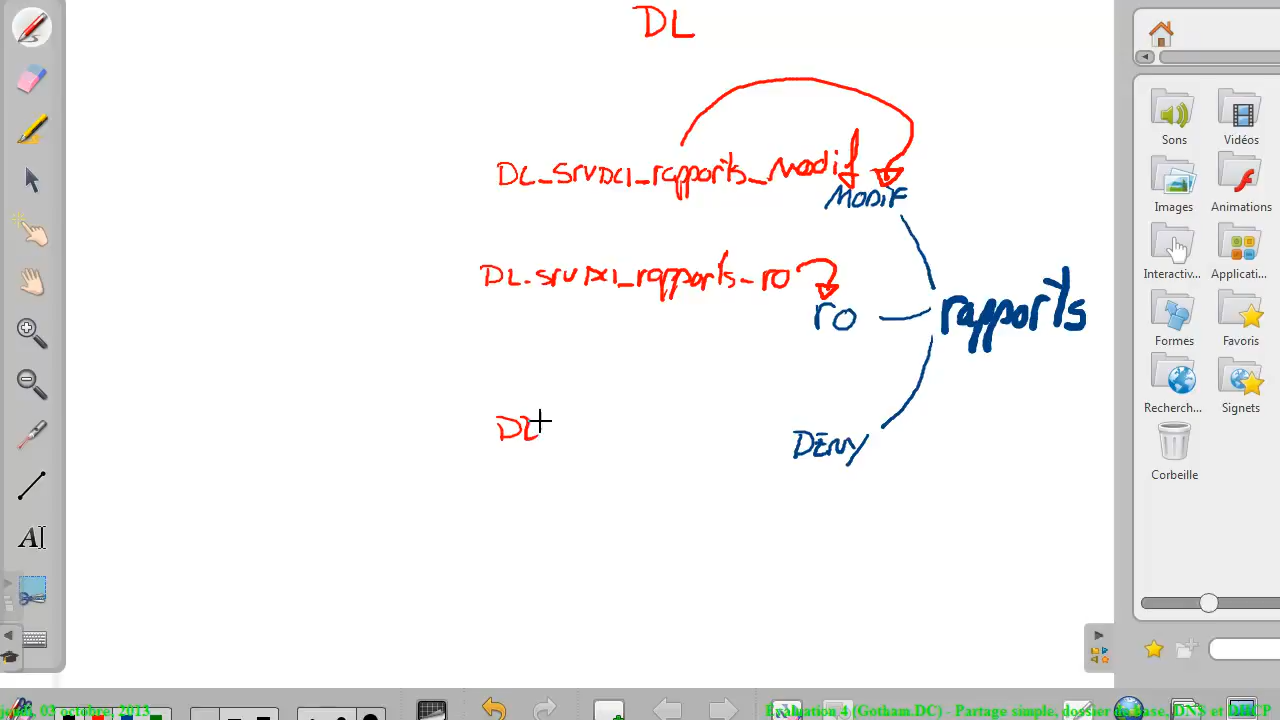 DL
DL_SRVDC1_rapports_Modif
MODIF
DL_SRVDC1_rapports_ro
ro
rapports
DL
DENY
Sons
Vidéos
Images
Animations
Interactiv...
Applicati...
Formes
Favoris
Recherch...
Signets
Corbeille
A
jeudi, 03 octobre, 2013
Evaluation 4 (Gotham.DC) - Partage simple, dossier de base, DNS et DHCP